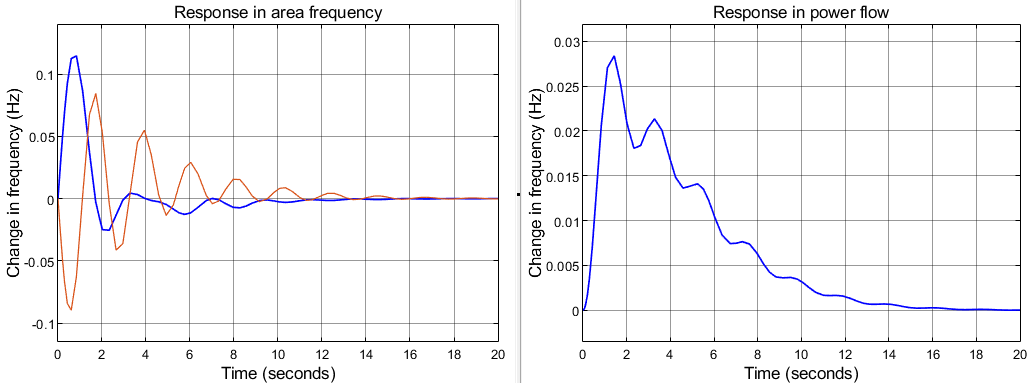 Response in area frequency
Change in frequency (Hz)
0.1
0.05
0
-0.05
-0.1
0 2 4 6 8 10 12 14 16 18 20
Time (seconds)
Response in power flow
Change in frequency (Hz)
0.03
0.025
0.02
0.015
0.01
0.005
0
0 2 4 6 8 10 12 14 16 18 20
Time (seconds)